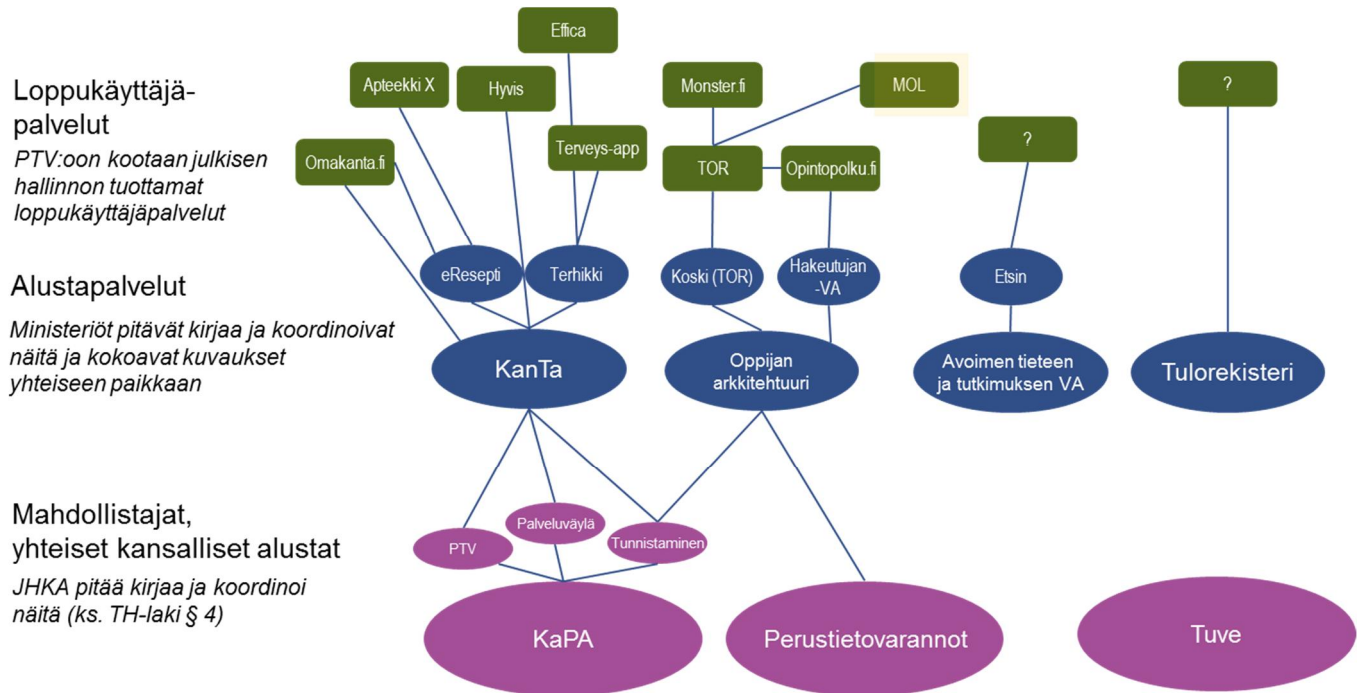 Effica
Apteekki X
Hyvis
Monster.fi
MOL
?
Loppukäyttäjä-
palvelut
PTV:oon kootaan julkisen
hallinnon tuottamat
loppukäyttäjäpalvelut
Omakanta.fi
Terveys-app
TOR
Opintopolku.fi
?
eResepti
Terhikki
Koski (TOR)
Hakeutujan
-VA
Etsin
Alustapalvelut
Ministeriöt pitävät kirjaa ja koordinoivat
näitä ja kokoavat kuvaukset
yhteiseen paikkaan
KanTa
Oppijan
arkkitehtuuri
Avoimen tieteen
ja tutkimuksen VA
Tulorekisteri
Mahdollistajat,
yhteiset kansalliset alustat
JHKA pitää kirjaa ja koordinoi
näitä (ks. TH-laki § 4)
PTV
Palveluväylä
Tunnistaminen
KaPA
Perustietovarannot
Tuve